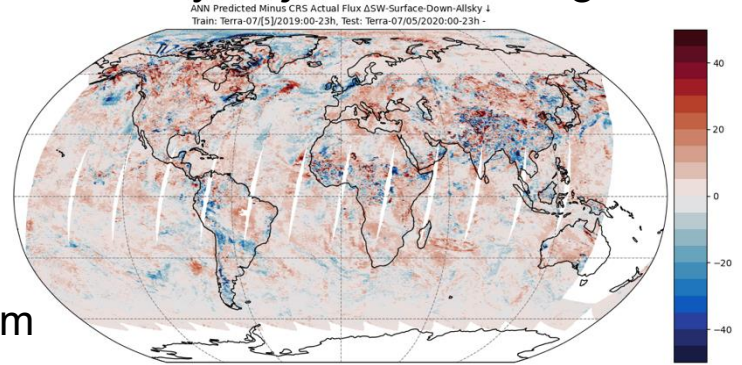 ANN Predicted Minus CRS Actual Flux ΔSW-Surface-Down-Allsky ↓
Train: Terra-07/[5]/2019:00-23h, Test: Terra-07/05/2020:00-23h -
40
20
0
−20
−40
m